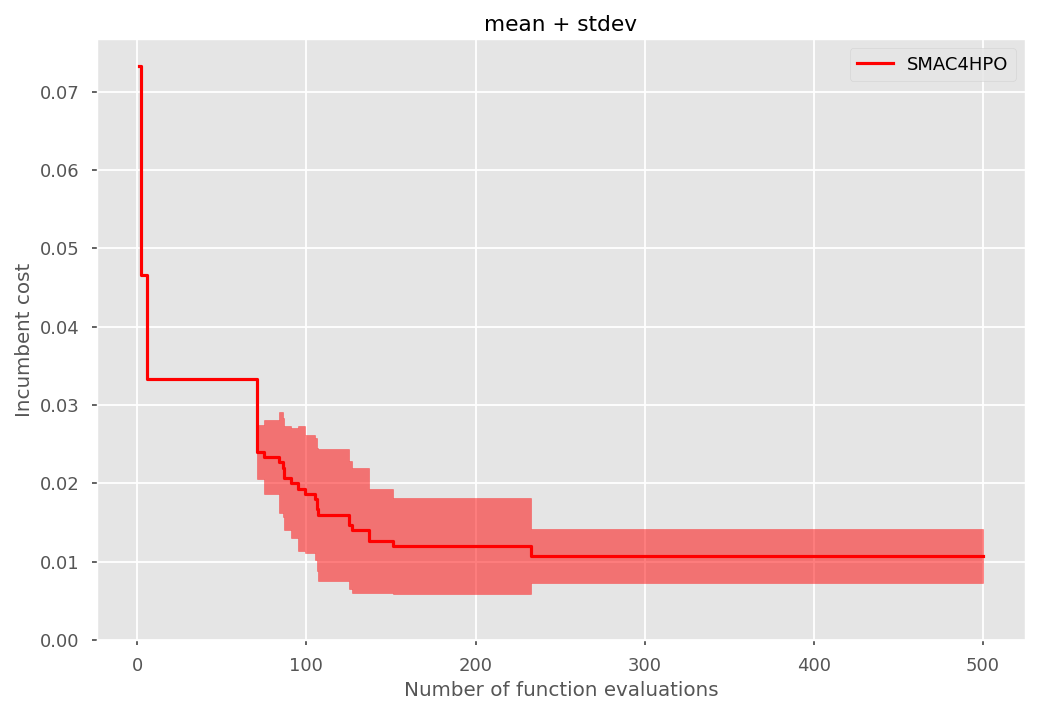 mean + stdev
SMAC4HPO
Incumbent cost
0.07
0.06
0.05
0.04
0.03
0.02
0.01
0.00
0 100 200 300 400 500
Number of function evaluations